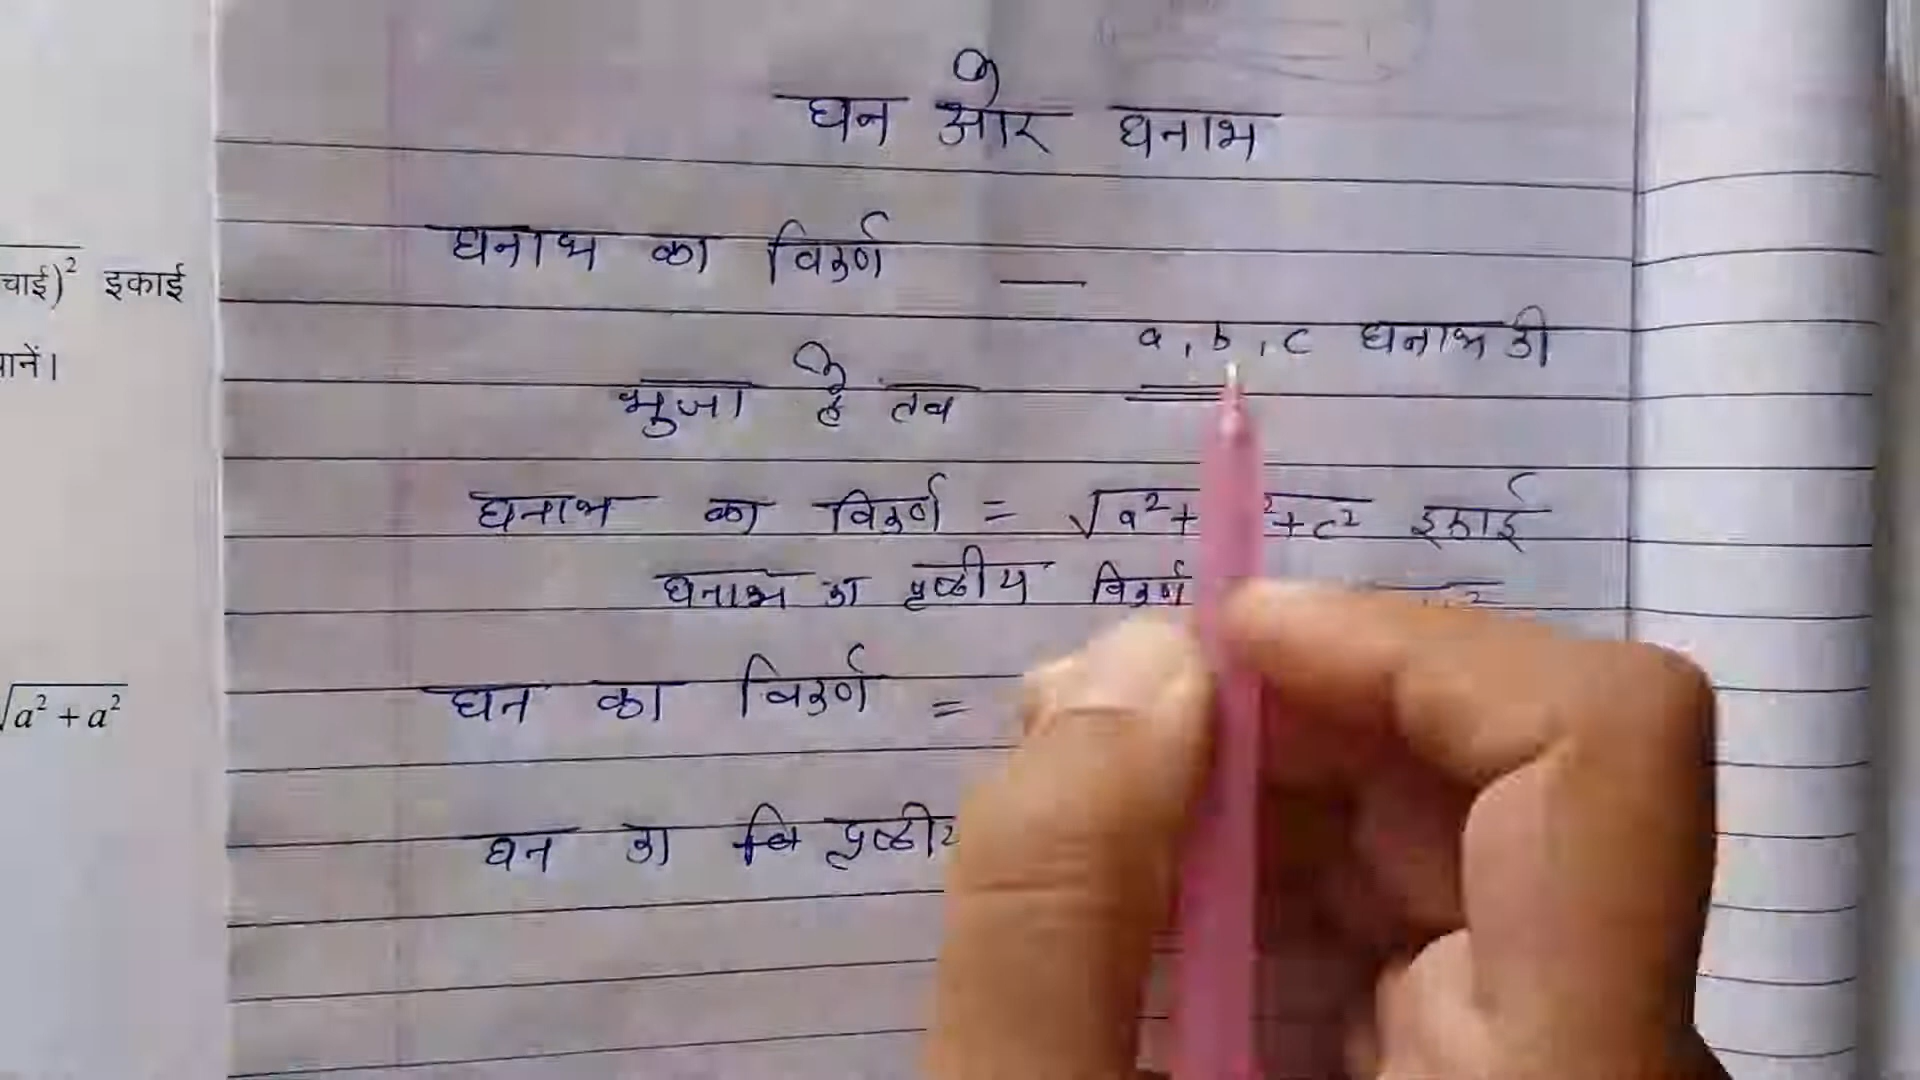 घन और घनाभ
घनाभ का विकर्ण —
a, b, c घनाभ की
भुजा है तब
घनाभ का विकर्ण = √a²+ ²+c² इकाई
घनाभ का पृष्ठीय विकर्ण
घन का विकर्ण =
घन का वि पृष्ठीय
चाई)² इकाई
मानें।
√a² + a²